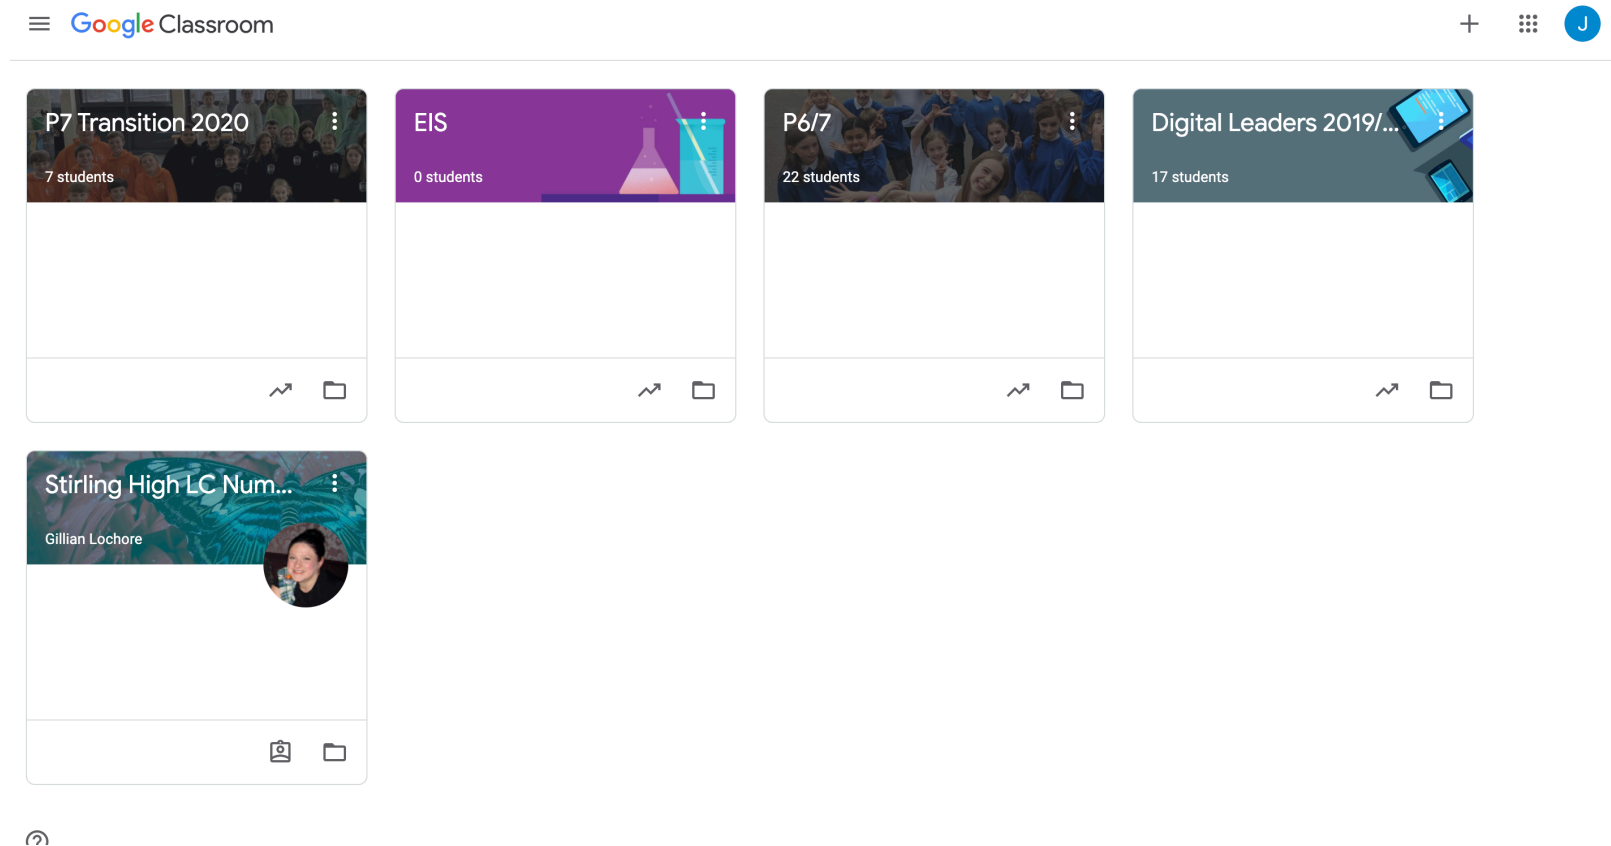 Google Classroom
J
P7 Transition 2020
7 students
EIS
0 students
P6/7
22 students
Digital Leaders 2019/...
17 students
Stirling High LC Num...
Gillian Lochore
?